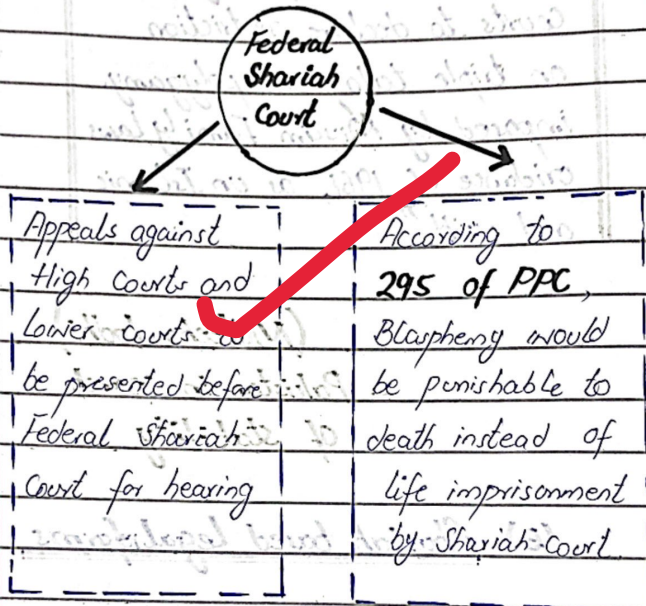 Federal
Shariah
Court
Appeals against
High Courts and
Lower courts to
be presented before
Federal Shariah
Court for hearing
According to
295 of PPC,
Blasphemy would
be punishable to
death instead of
life imprisonment
by Shariah Court.